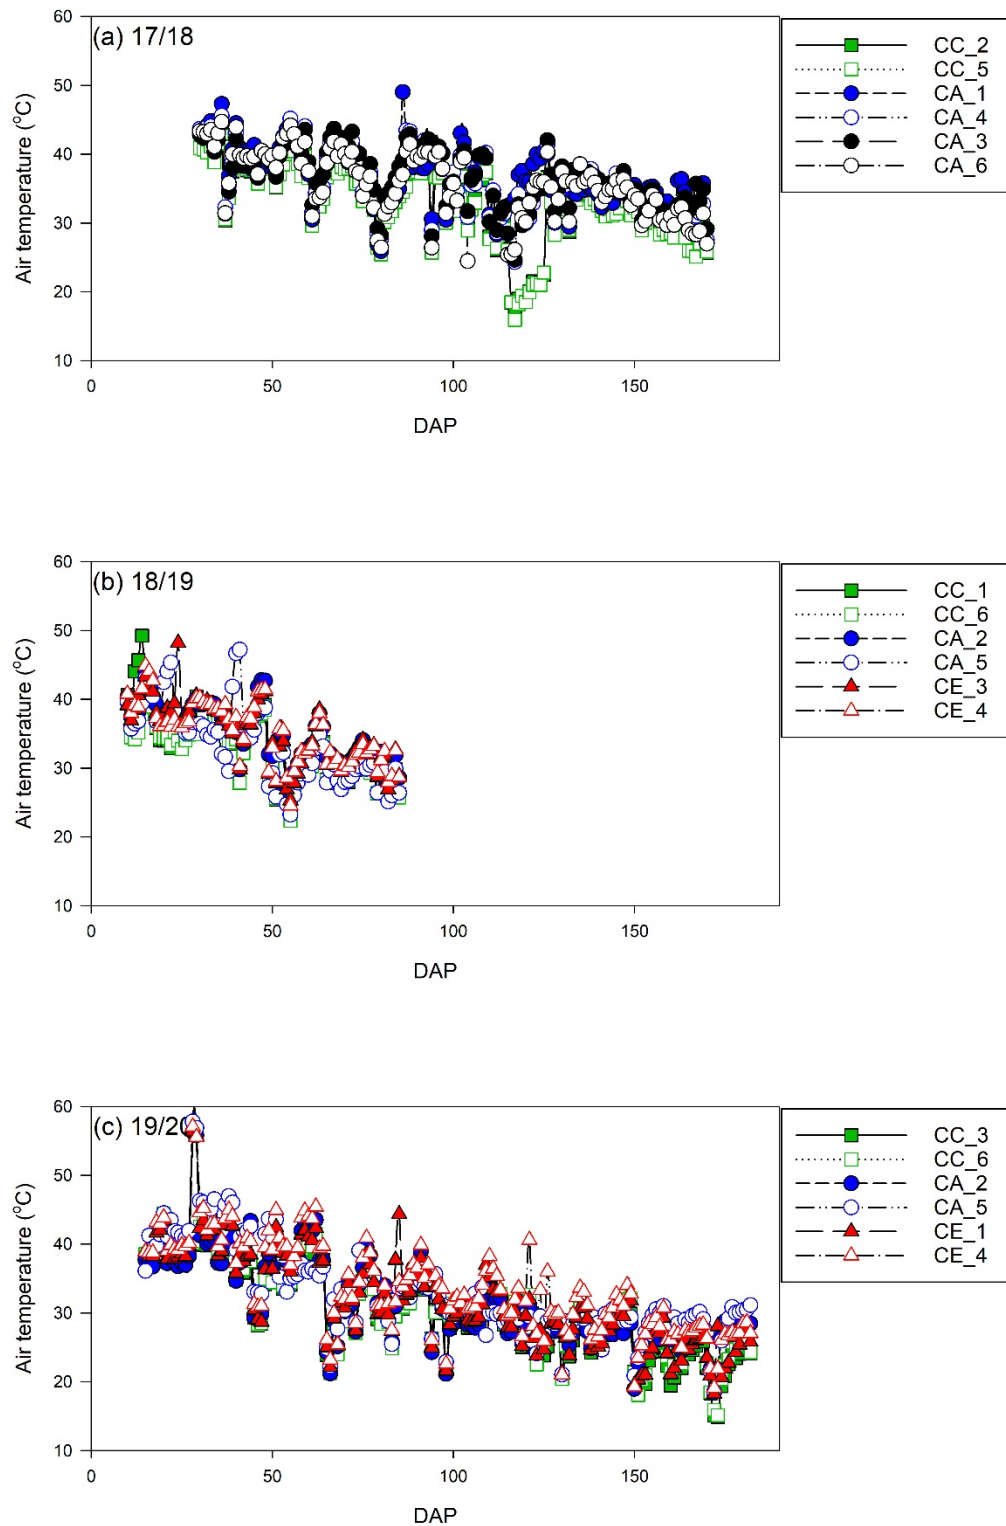 (a) 17/18
60
50
40
30
20
10
0
50
100
150
Air temperature (°C)
DAP
CC_2
CC_5
CA_1
CA_4
CA_3
CA_6
(b) 18/19
60
50
40
30
20
10
0
50
100
150
Air temperature (°C)
DAP
CC_1
CC_6
CA_2
CA_5
CE_3
CE_4
(c) 19/20
60
50
40
30
20
10
0
50
100
150
Air temperature (°C)
DAP
CC_3
CC_6
CA_2
CA_5
CE_1
CE_4